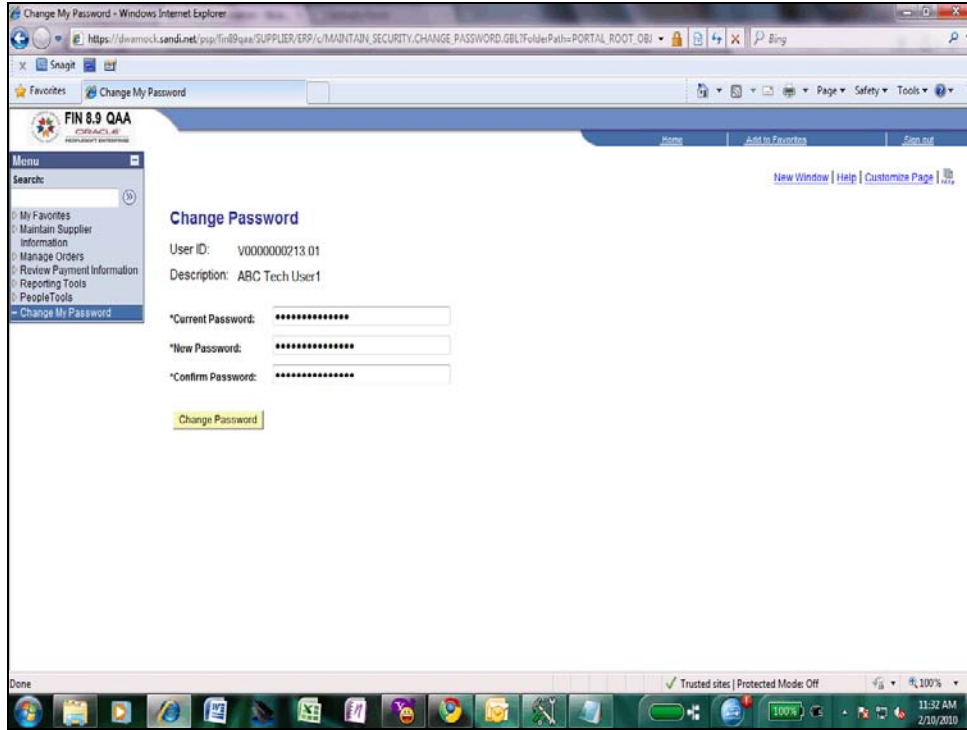 Change My Password - Windows Internet Explorer
https://dwamock.sandi.net/psp/fin89qaa/SUPPLIER/ERP/c/MAINTAIN_SECURITY.CHANGE_PASSWORD.GBL?FolderPath=PORTAL_ROOT_OBJ
Bing
x Snagit
Favorites Change My Password
Page Safety Tools
FIN 8.9 QAA
ORACLE
PEOPLESOFT ENTERPRISE
Home Add to Favorites Sign out
Menu
Search:
New Window | Help | Customize Page |
My Favorites
Maintain Supplier
Information
Manage Orders
Review Payment Information
Reporting Tools
PeopleTools
– Change My Password
Change Password
User ID: V0000000213.01
Description: ABC Tech User1
*Current Password: ••••••••••••••
*New Password: •••••••••••••••
*Confirm Password: •••••••••••••••
Change Password
Done
Trusted sites | Protected Mode: Off
100%
100%
11:32 AM
2/10/2010